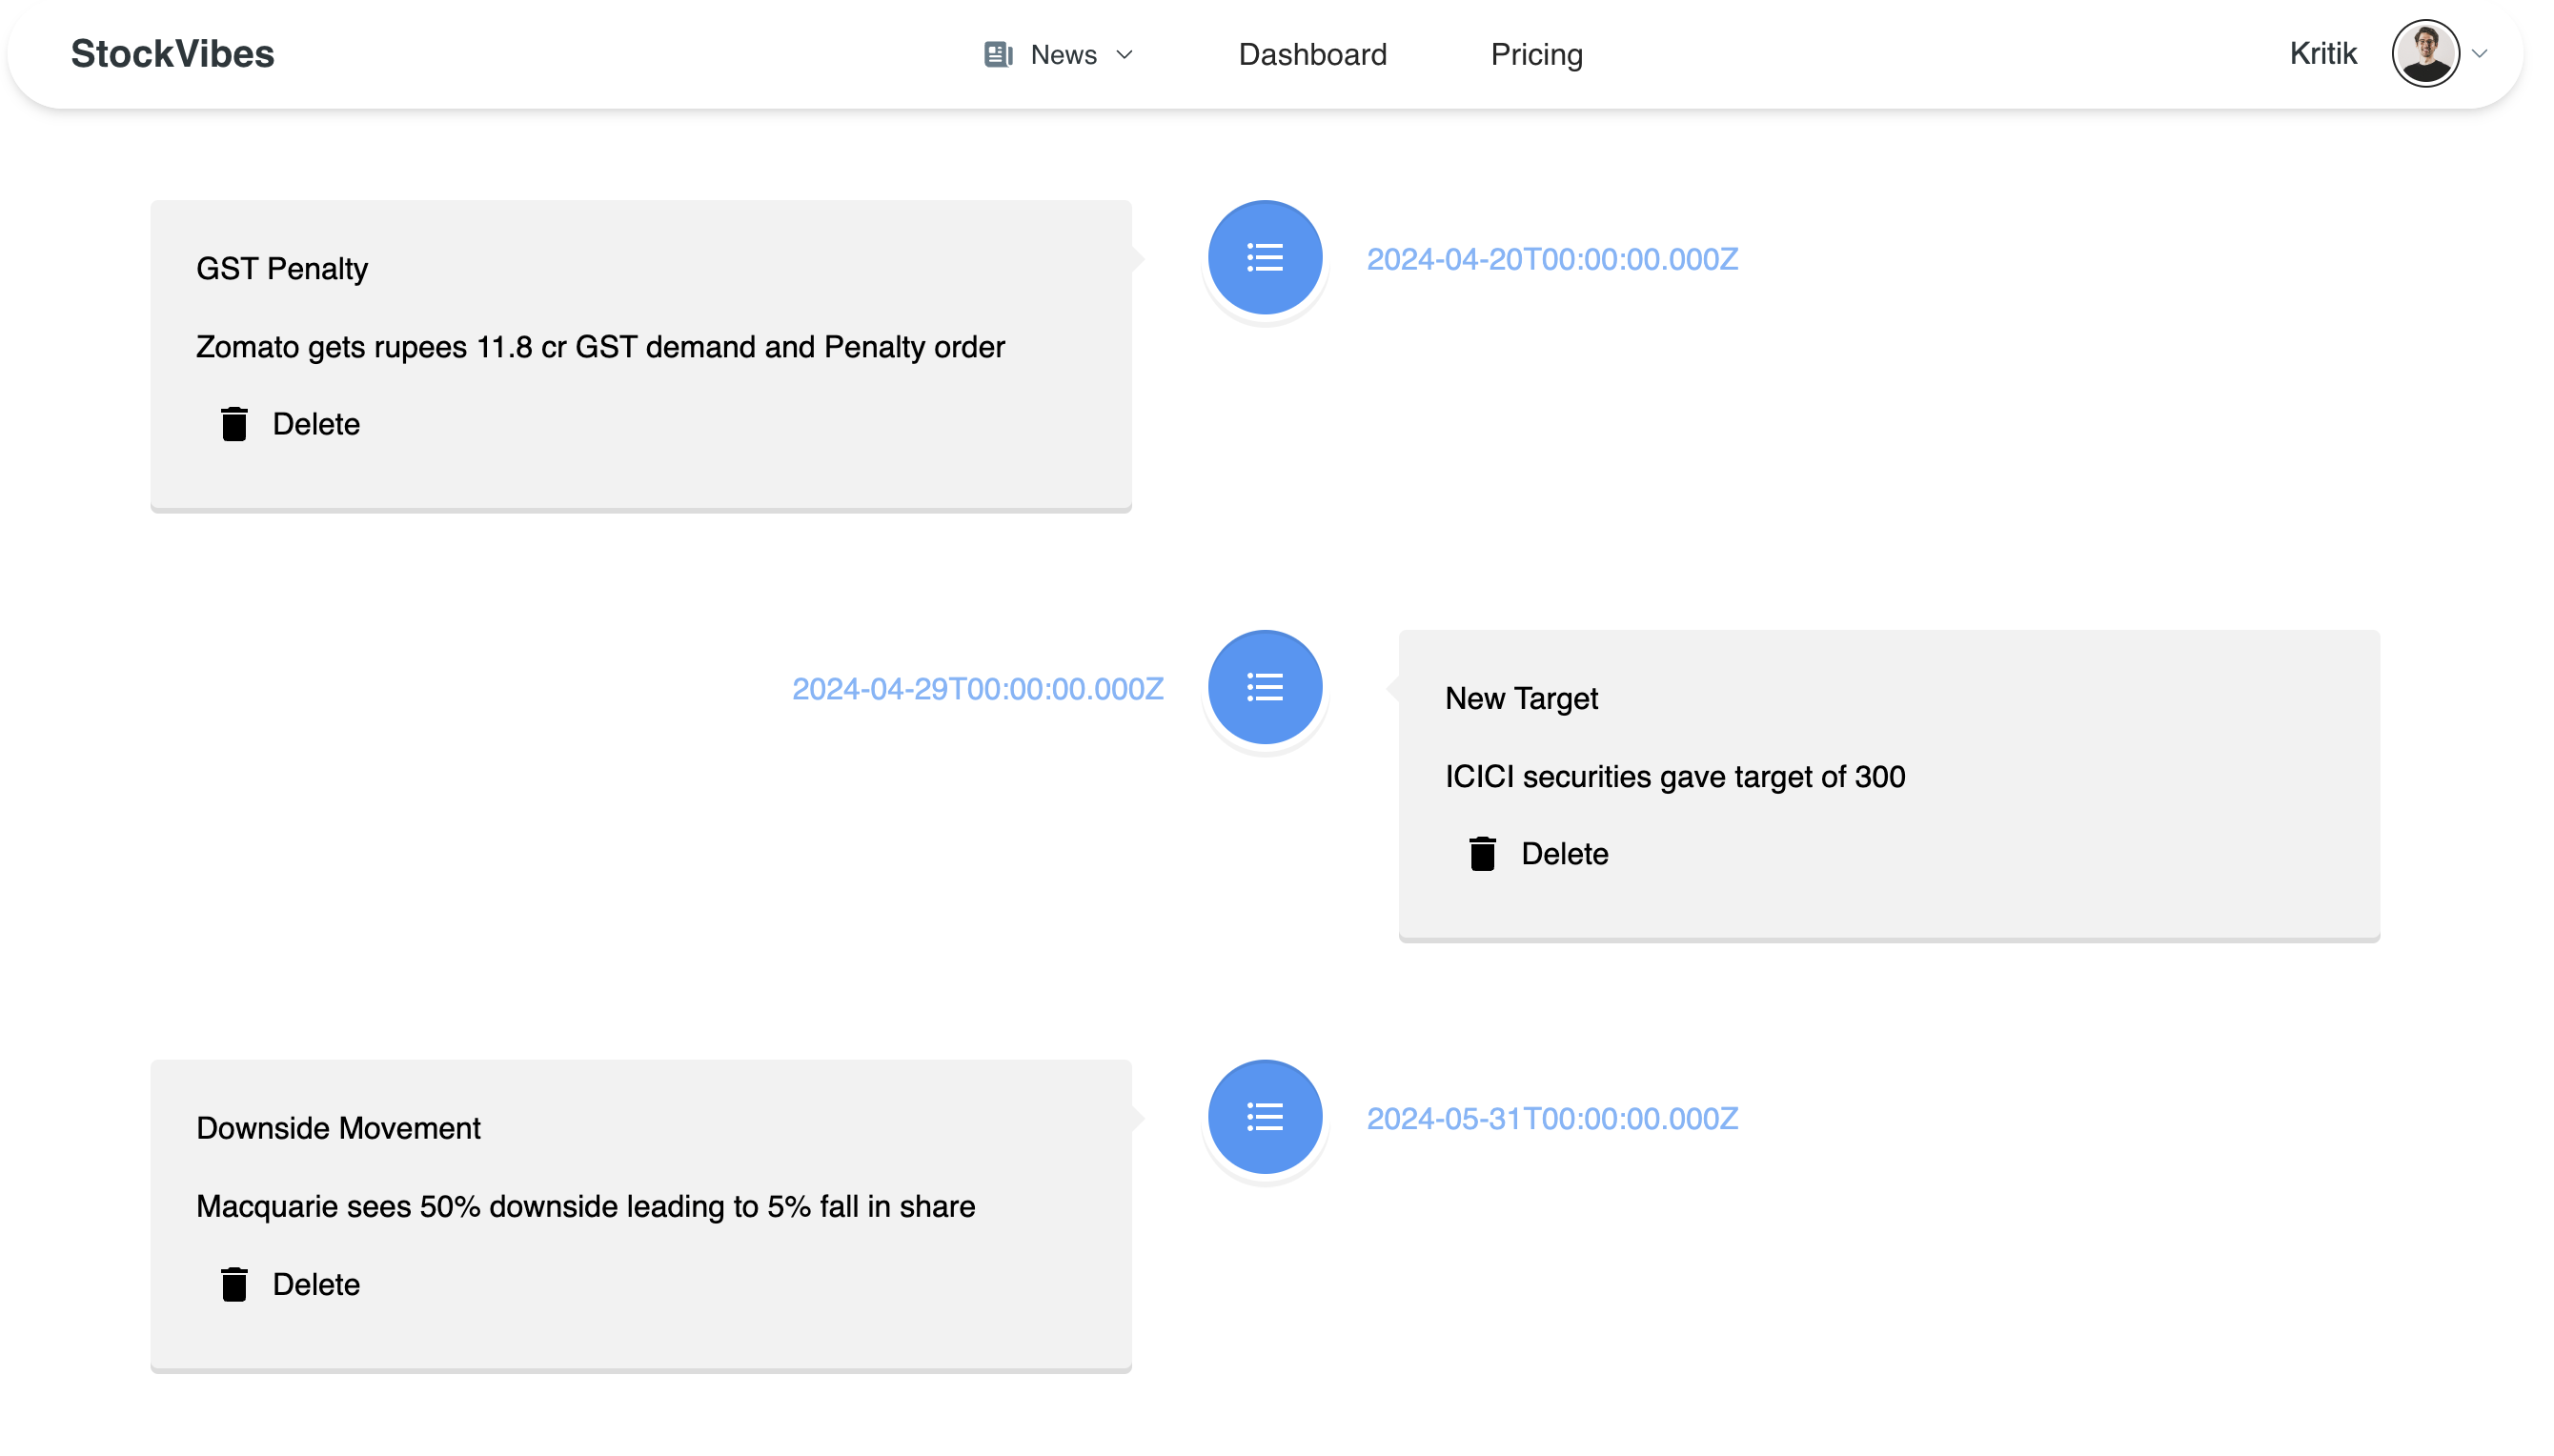 StockVibes
News
Dashboard
Pricing
Kritik
GST Penalty
Zomato gets rupees 11.8 cr GST demand and Penalty order
Delete
2024-04-20T00:00:00.000Z
2024-04-29T00:00:00.000Z
New Target
ICICI securities gave target of 300
Delete
Downside Movement
Macquarie sees 50% downside leading to 5% fall in share
Delete
2024-05-31T00:00:00.000Z